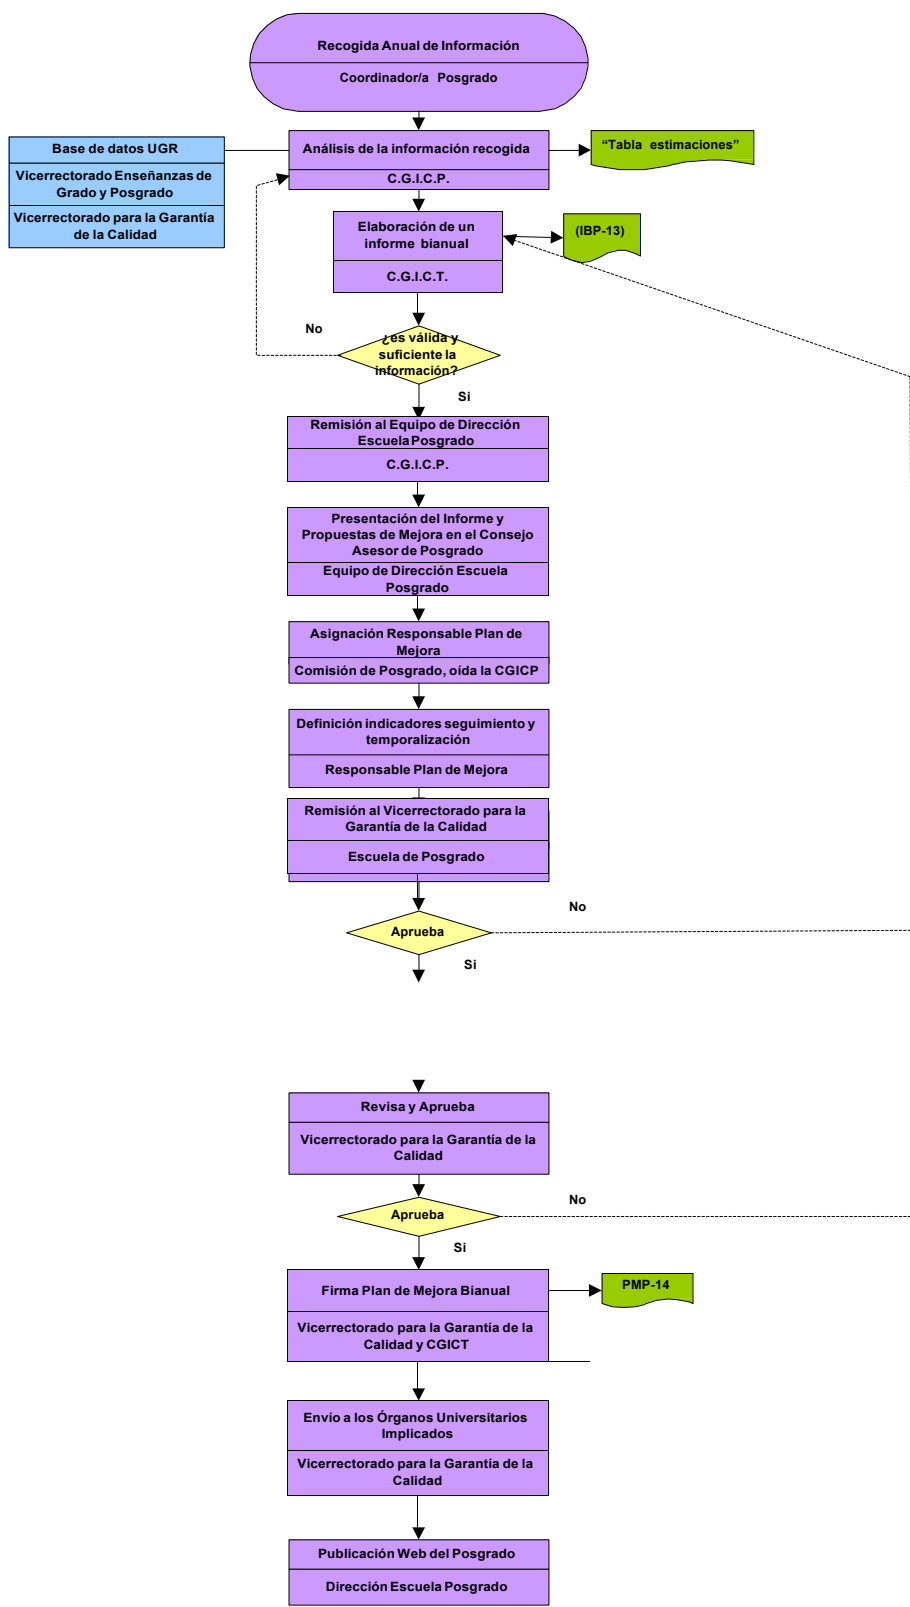 Recogida Anual de Información
Coordinador/a Posgrado
Base de datos UGR
Vicerrectorado Enseñanzas de
Grado y Posgrado
Vicerrectorado para la Garantía
de la Calidad
Análisis de la información recogida
C.G.I.C.P.
“Tabla estimaciones”
Elaboración de un
informe bianual
C.G.I.C.T.
(IBP-13)
No
¿es válida y
suficiente la
información?
Si
Remisión al Equipo de Dirección
Escuela Posgrado
C.G.I.C.P.
Presentación del Informe y
Propuestas de Mejora en el Consejo
Asesor de Posgrado
Equipo de Dirección Escuela
Posgrado
Asignación Responsable Plan de
Mejora
Comisión de Posgrado, oída la CGICP
Definición indicadores seguimiento y
temporalización
Responsable Plan de Mejora
Remisión al Vicerrectorado para la
Garantía de la Calidad
Escuela de Posgrado
No
Aprueba
Si
Revisa y Aprueba
Vicerrectorado para la Garantía de la
Calidad
No
Aprueba
Si
Firma Plan de Mejora Bianual
Vicerrectorado para la Garantía de la
Calidad y CGICT
PMP-14
Envío a los Órganos Universitarios
Implicados
Vicerrectorado para la Garantía de la
Calidad
Publicación Web del Posgrado
Dirección Escuela Posgrado